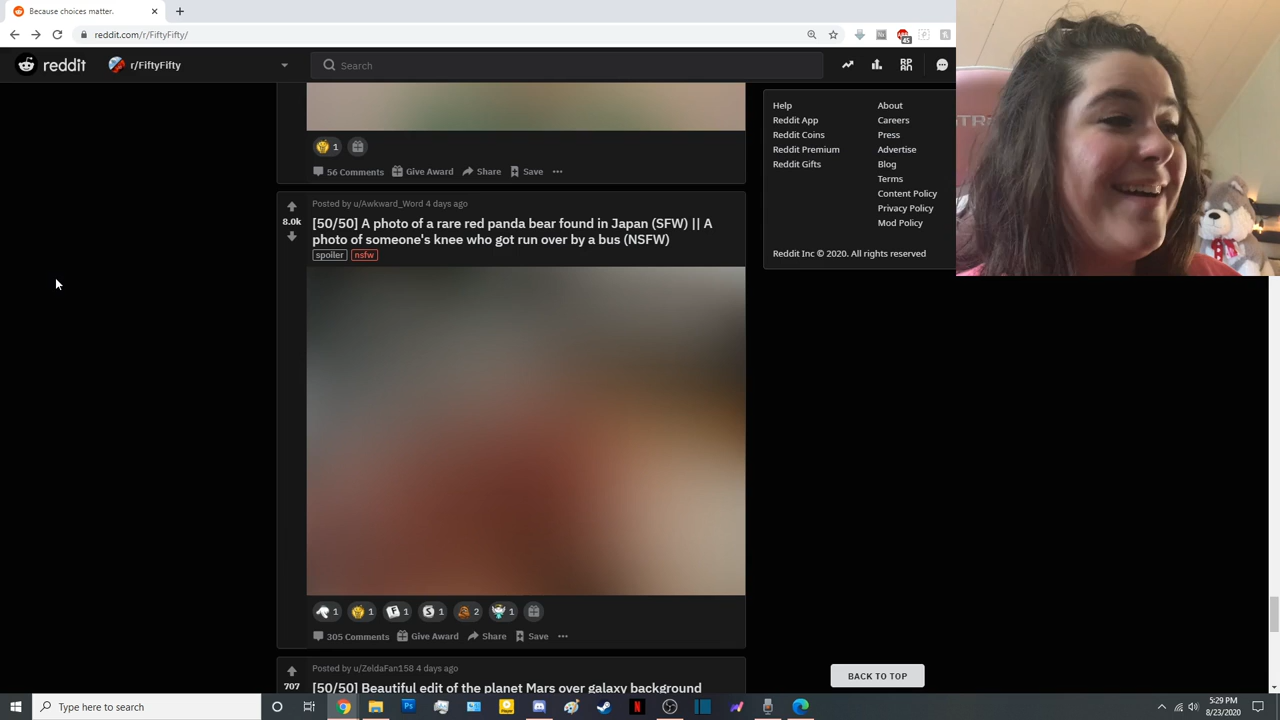 Because choices matter.
reddit.com/r/FiftyFifty/
45
reddit
r/FiftyFifty
Search
1
56 Comments
Give Award
Share
Save
Help
About
Reddit App
Careers
Reddit Coins
Press
Reddit Premium
Advertise
Reddit Gifts
Blog
Terms
Content Policy
Privacy Policy
Mod Policy
Reddit Inc © 2020. All rights reserved
Posted by u/Awkward_Word 4 days ago
8.0k
[50/50] A photo of a rare red panda bear found in Japan (SFW) || A
photo of someone's knee who got run over by a bus (NSFW)
spoiler
nsfw
1
1
1
1
2
1
305 Comments
Give Award
Share
Save
Posted by u/ZeldaFan158 4 days ago
707
[50/50] Beautiful edit of the planet Mars over galaxy background
BACK TO TOP
Type here to search
5:29 PM
8/23/2020